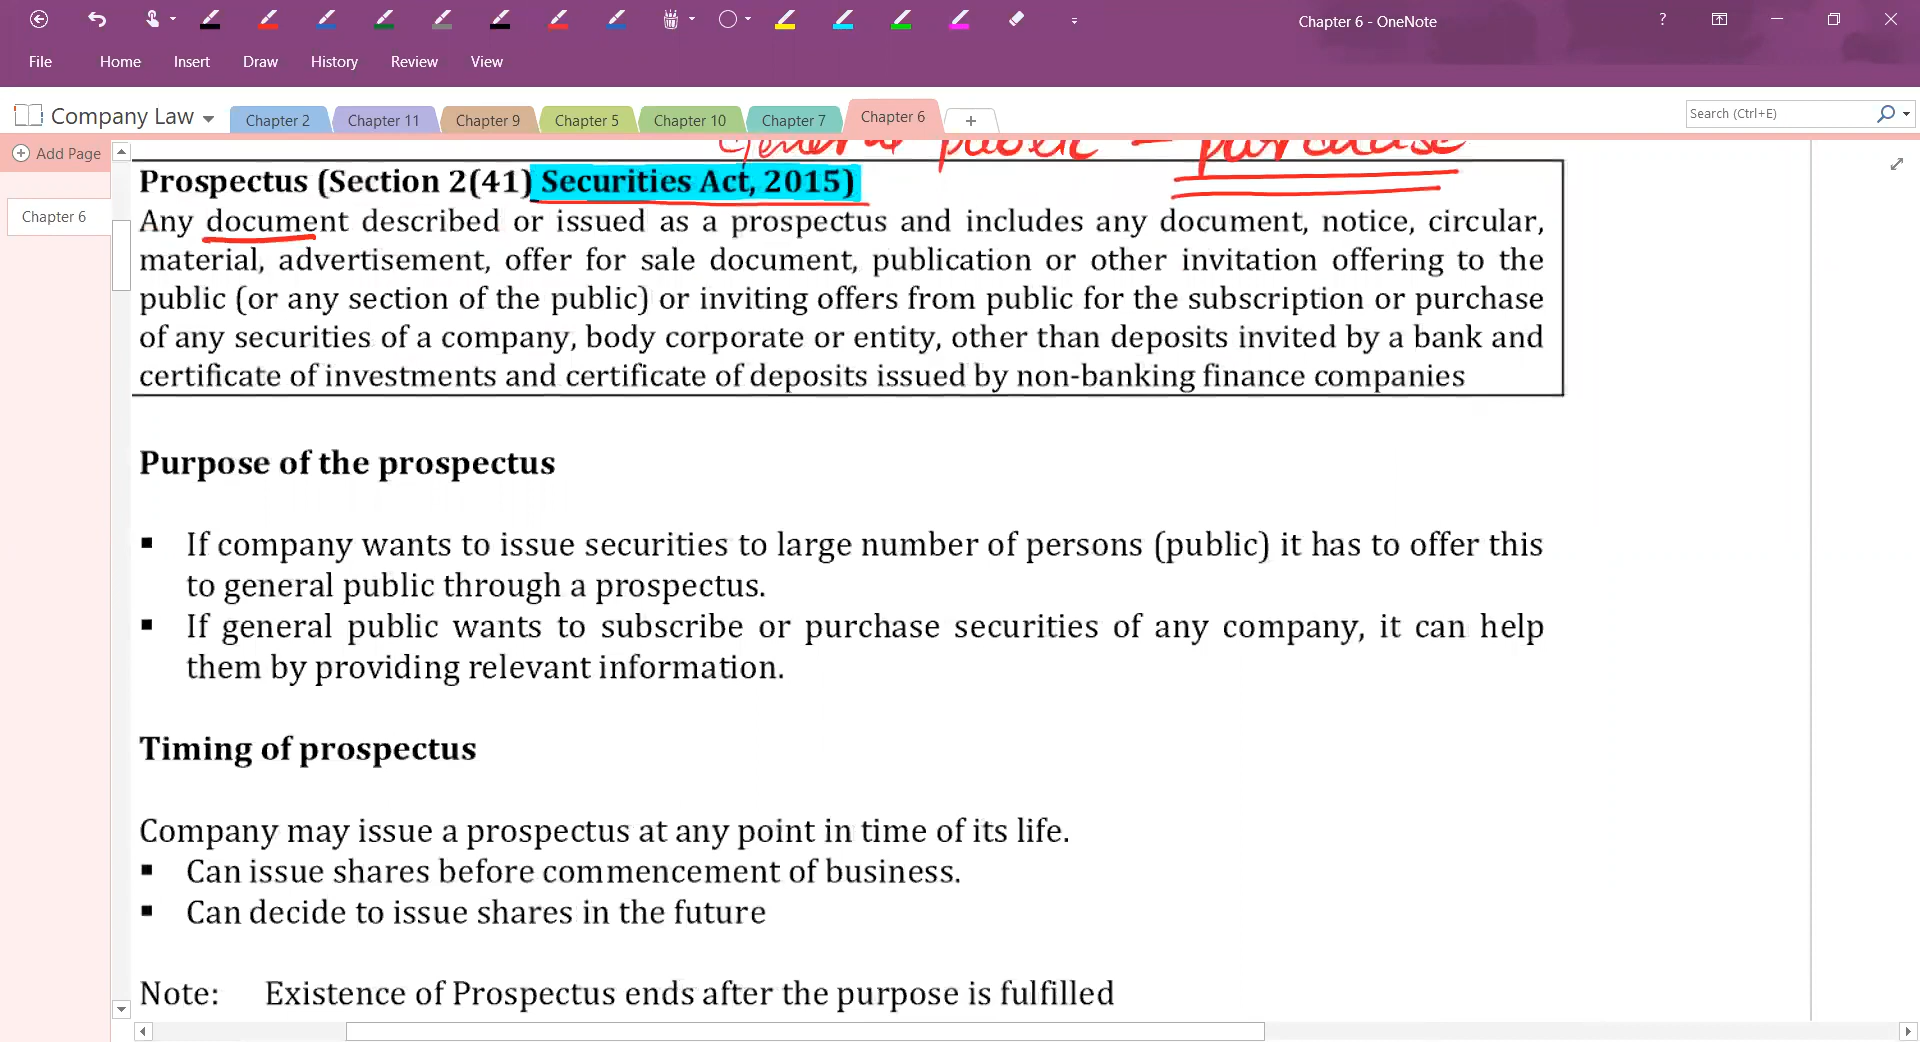 Chapter 6 - OneNote
?
File Home Insert Draw History Review View
Company Law
Chapter 2 Chapter 11 Chapter 9 Chapter 5 Chapter 10 Chapter 7 Chapter 6 +
Search (Ctrl+E)
Add Page
Chapter 6
General public - purchase
Prospectus (Section 2(41) Securities Act, 2015)
Any document described or issued as a prospectus and includes any document, notice, circular,
material, advertisement, offer for sale document, publication or other invitation offering to the
public (or any section of the public) or inviting offers from public for the subscription or purchase
of any securities of a company, body corporate or entity, other than deposits invited by a bank and
certificate of investments and certificate of deposits issued by non-banking finance companies
Purpose of the prospectus
▪ If company wants to issue securities to large number of persons (public) it has to offer this
to general public through a prospectus.
▪ If general public wants to subscribe or purchase securities of any company, it can help
them by providing relevant information.
Timing of prospectus
Company may issue a prospectus at any point in time of its life.
▪ Can issue shares before commencement of business.
▪ Can decide to issue shares in the future
Note: Existence of Prospectus ends after the purpose is fulfilled